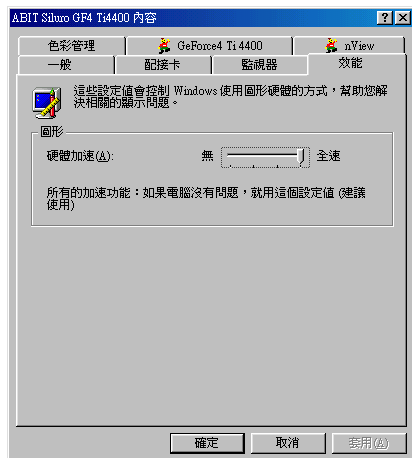 ABIT Siluro GF4 Ti4400 內容
色彩管理 GeForce4 Ti 4400 nView
一般 配接卡 監視器 效能
這些設定值會控制 Windows 使用圖形硬體的方式，幫助您解
決相關的顯示問題。
圖形
硬體加速(A): 無 全速
所有的加速功能：如果電腦沒有問題，就用這個設定值 (建議
使用)
確定 取消 套用(A)